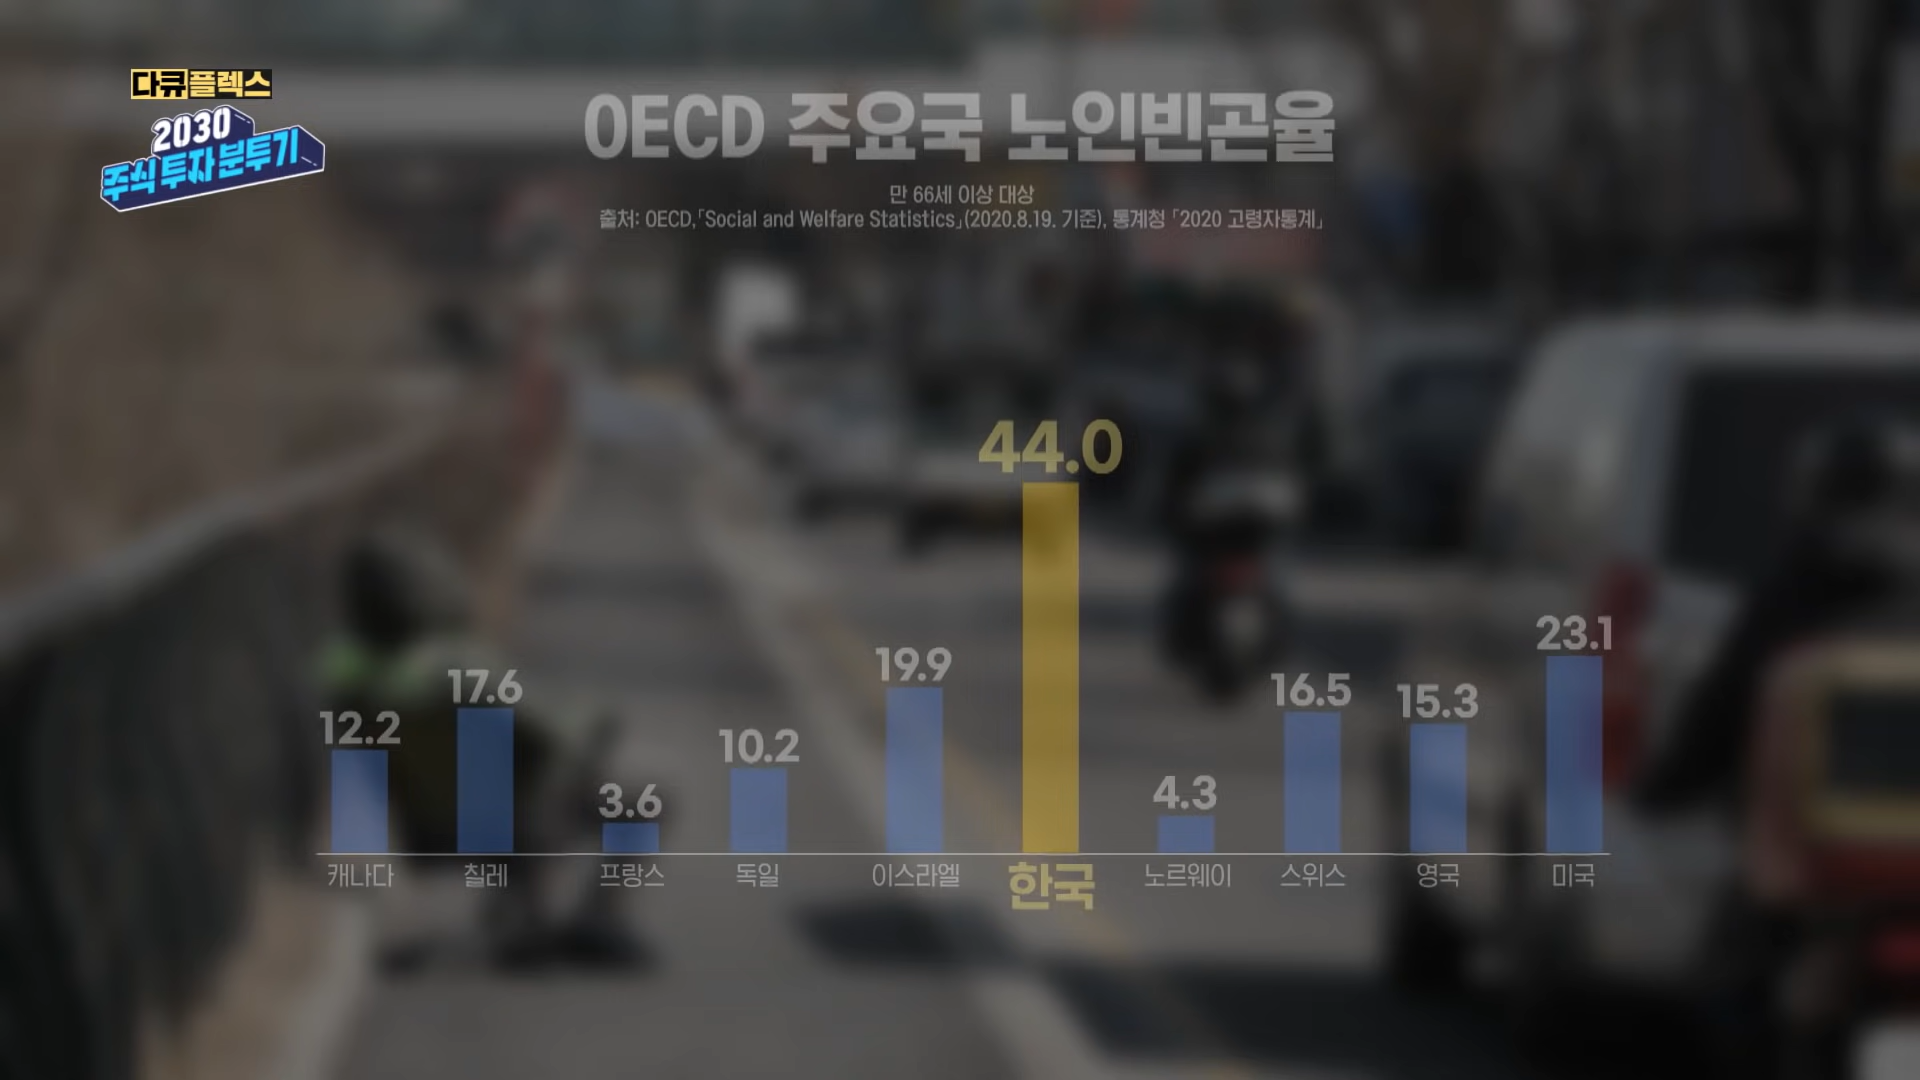 다큐플렉스
2030
주식 투자 분투기
OECD 주요국 노인빈곤율
만 66세 이상 대상
출처: OECD,「Social and Welfare Statistics」(2020.8.19. 기준), 통계청 「2020 고령자통계」
44.0
23.1
19.9
17.6
16.5
15.3
12.2
10.2
4.3
3.6
캐나다 칠레 프랑스 독일 이스라엘 한국 노르웨이 스위스 영국 미국